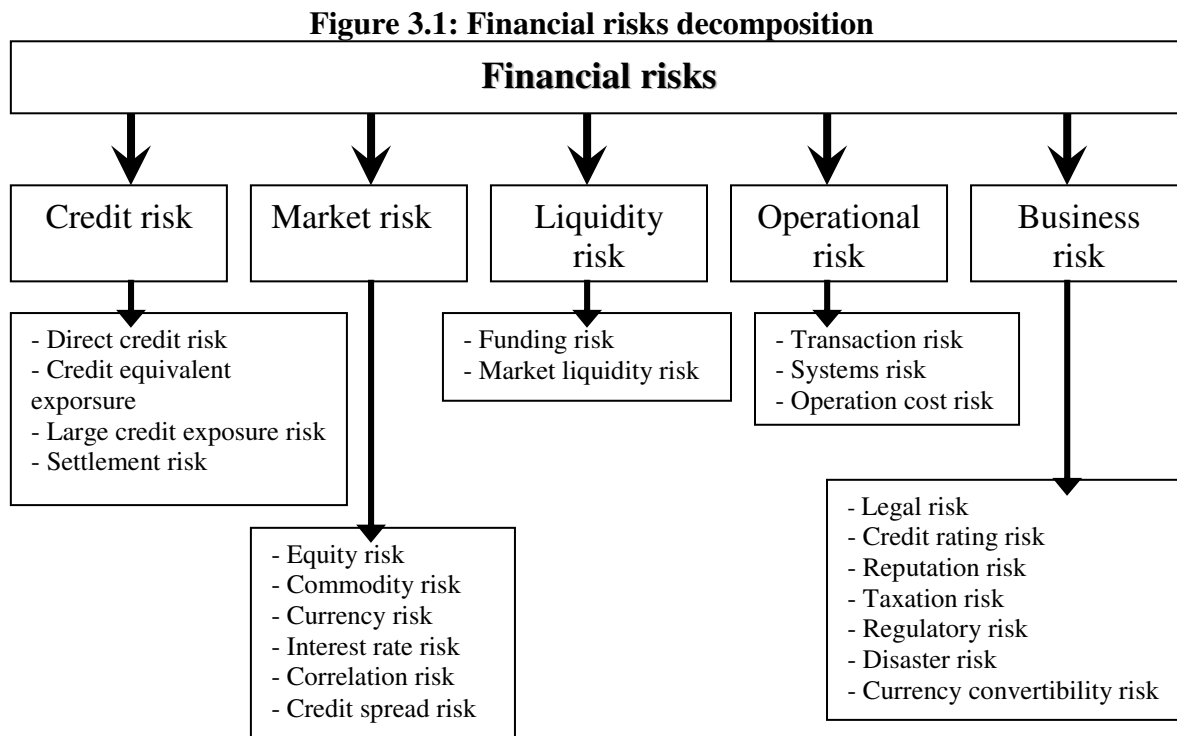 Figure 3.1: Financial risks decomposition
Financial risks
Credit risk
Market risk
Liquidity
risk
Operational
risk
Business
risk
- Direct credit risk
- Credit equivalent
exporsure
- Large credit exposure risk
- Settlement risk
- Funding risk
- Market liquidity risk
- Transaction risk
- Systems risk
- Operation cost risk
- Equity risk
- Commodity risk
- Currency risk
- Interest rate risk
- Correlation risk
- Credit spread risk
- Legal risk
- Credit rating risk
- Reputation risk
- Taxation risk
- Regulatory risk
- Disaster risk
- Currency convertibility risk